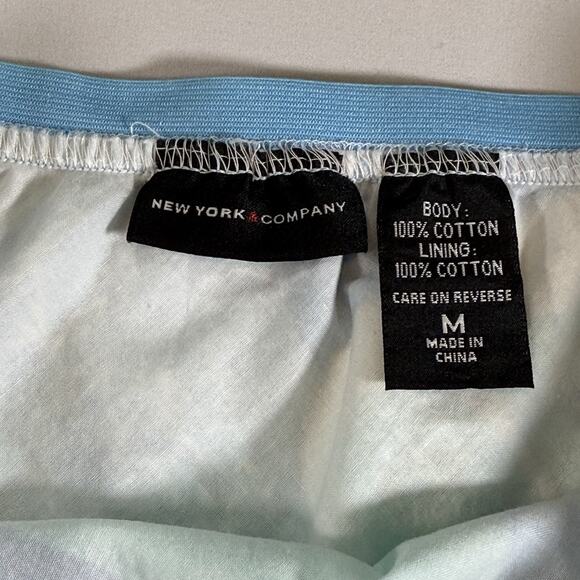 NEW YORK & COMPANY
BODY:
100% COTTON
LINING:
100% COTTON
CARE ON REVERSE
M
MADE IN
CHINA